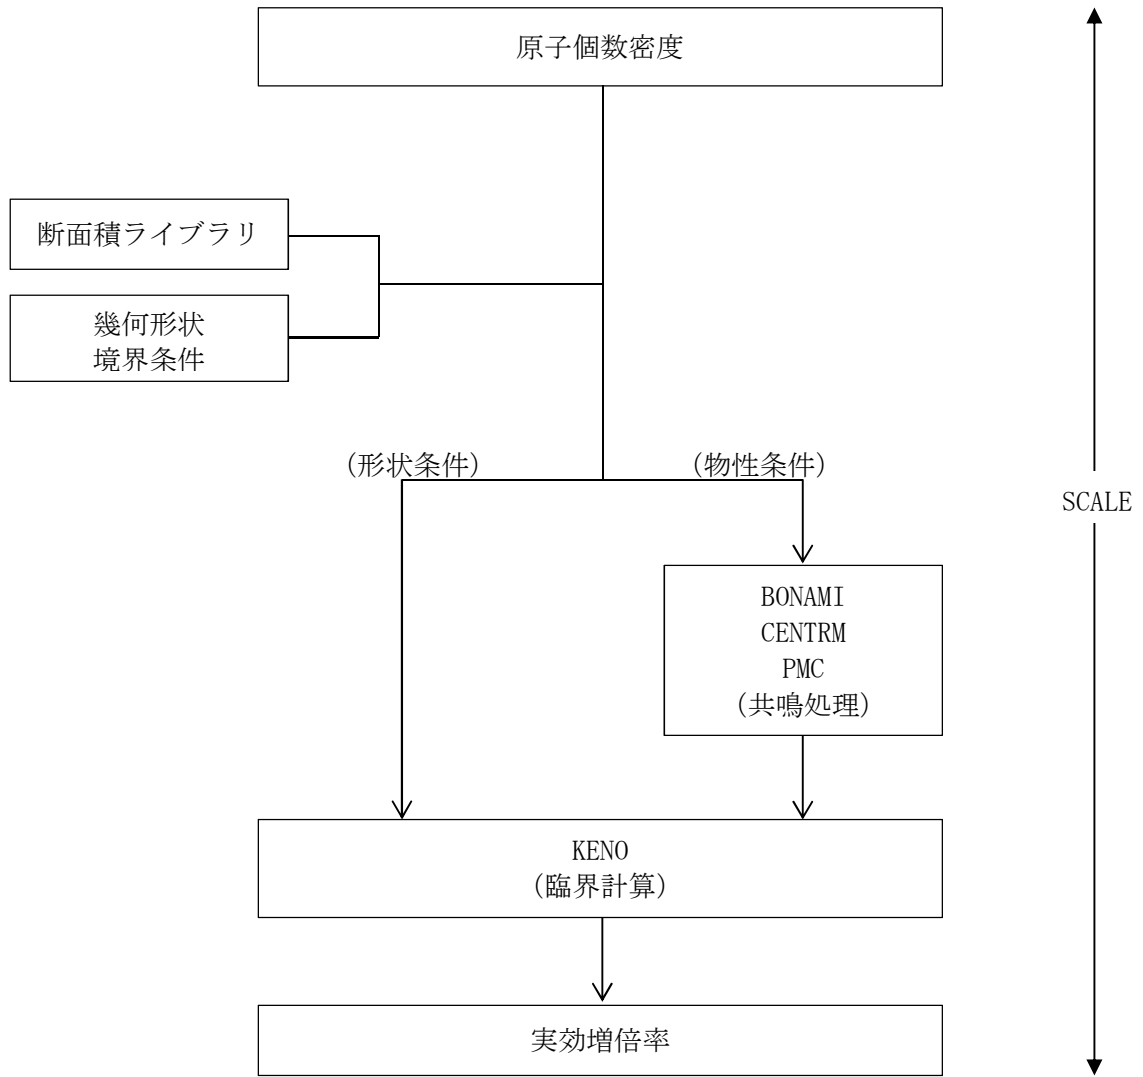 原子個数密度
断面積ライブラリ
幾何形状
境界条件
(形状条件)
(物性条件)
SCALE
BONAMI
CENTRM
PMC
(共鳴処理)
KENO
(臨界計算)
実効増倍率